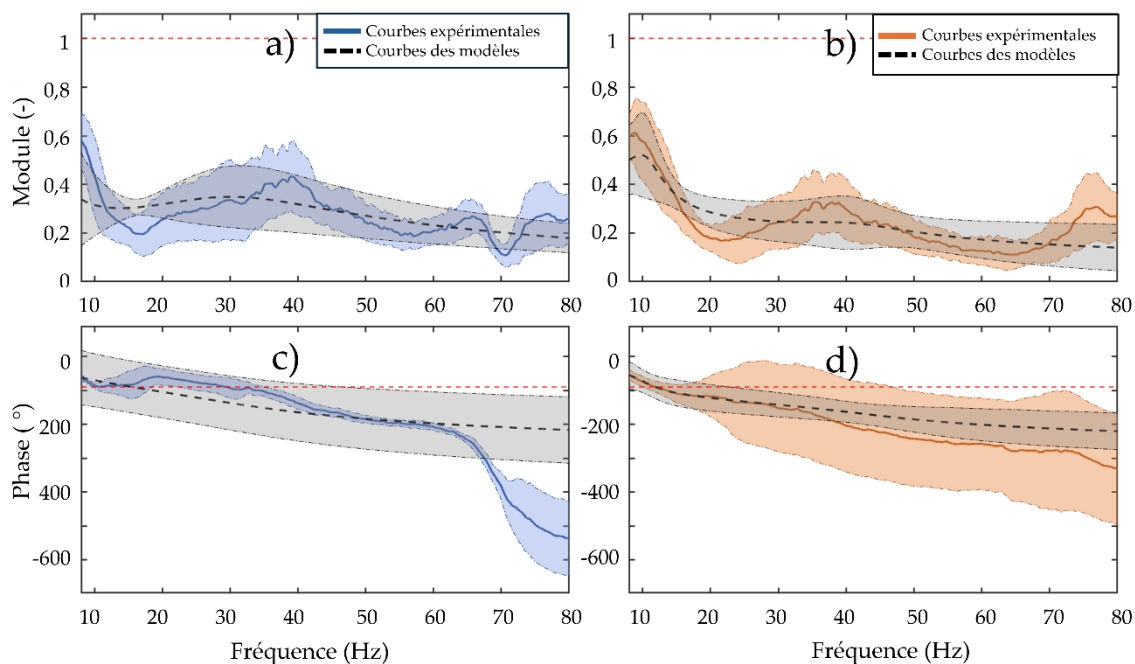 a)
Courbes expérimentales
Courbes des modèles
b)
Courbes expérimentales
Courbes des modèles
Module (-)
1
0,8
0,6
0,4
0,2
0
10 20 30 40 50 60 70 80
1
0,8
0,6
0,4
0,2
0
10 20 30 40 50 60 70 80
c)
d)
Phase (°)
0
200
-400
-600
10 20 30 40 50 60 70 80
Fréquence (Hz)
0
-200
-400
-600
10 20 30 40 50 60 70 80
Fréquence (Hz)